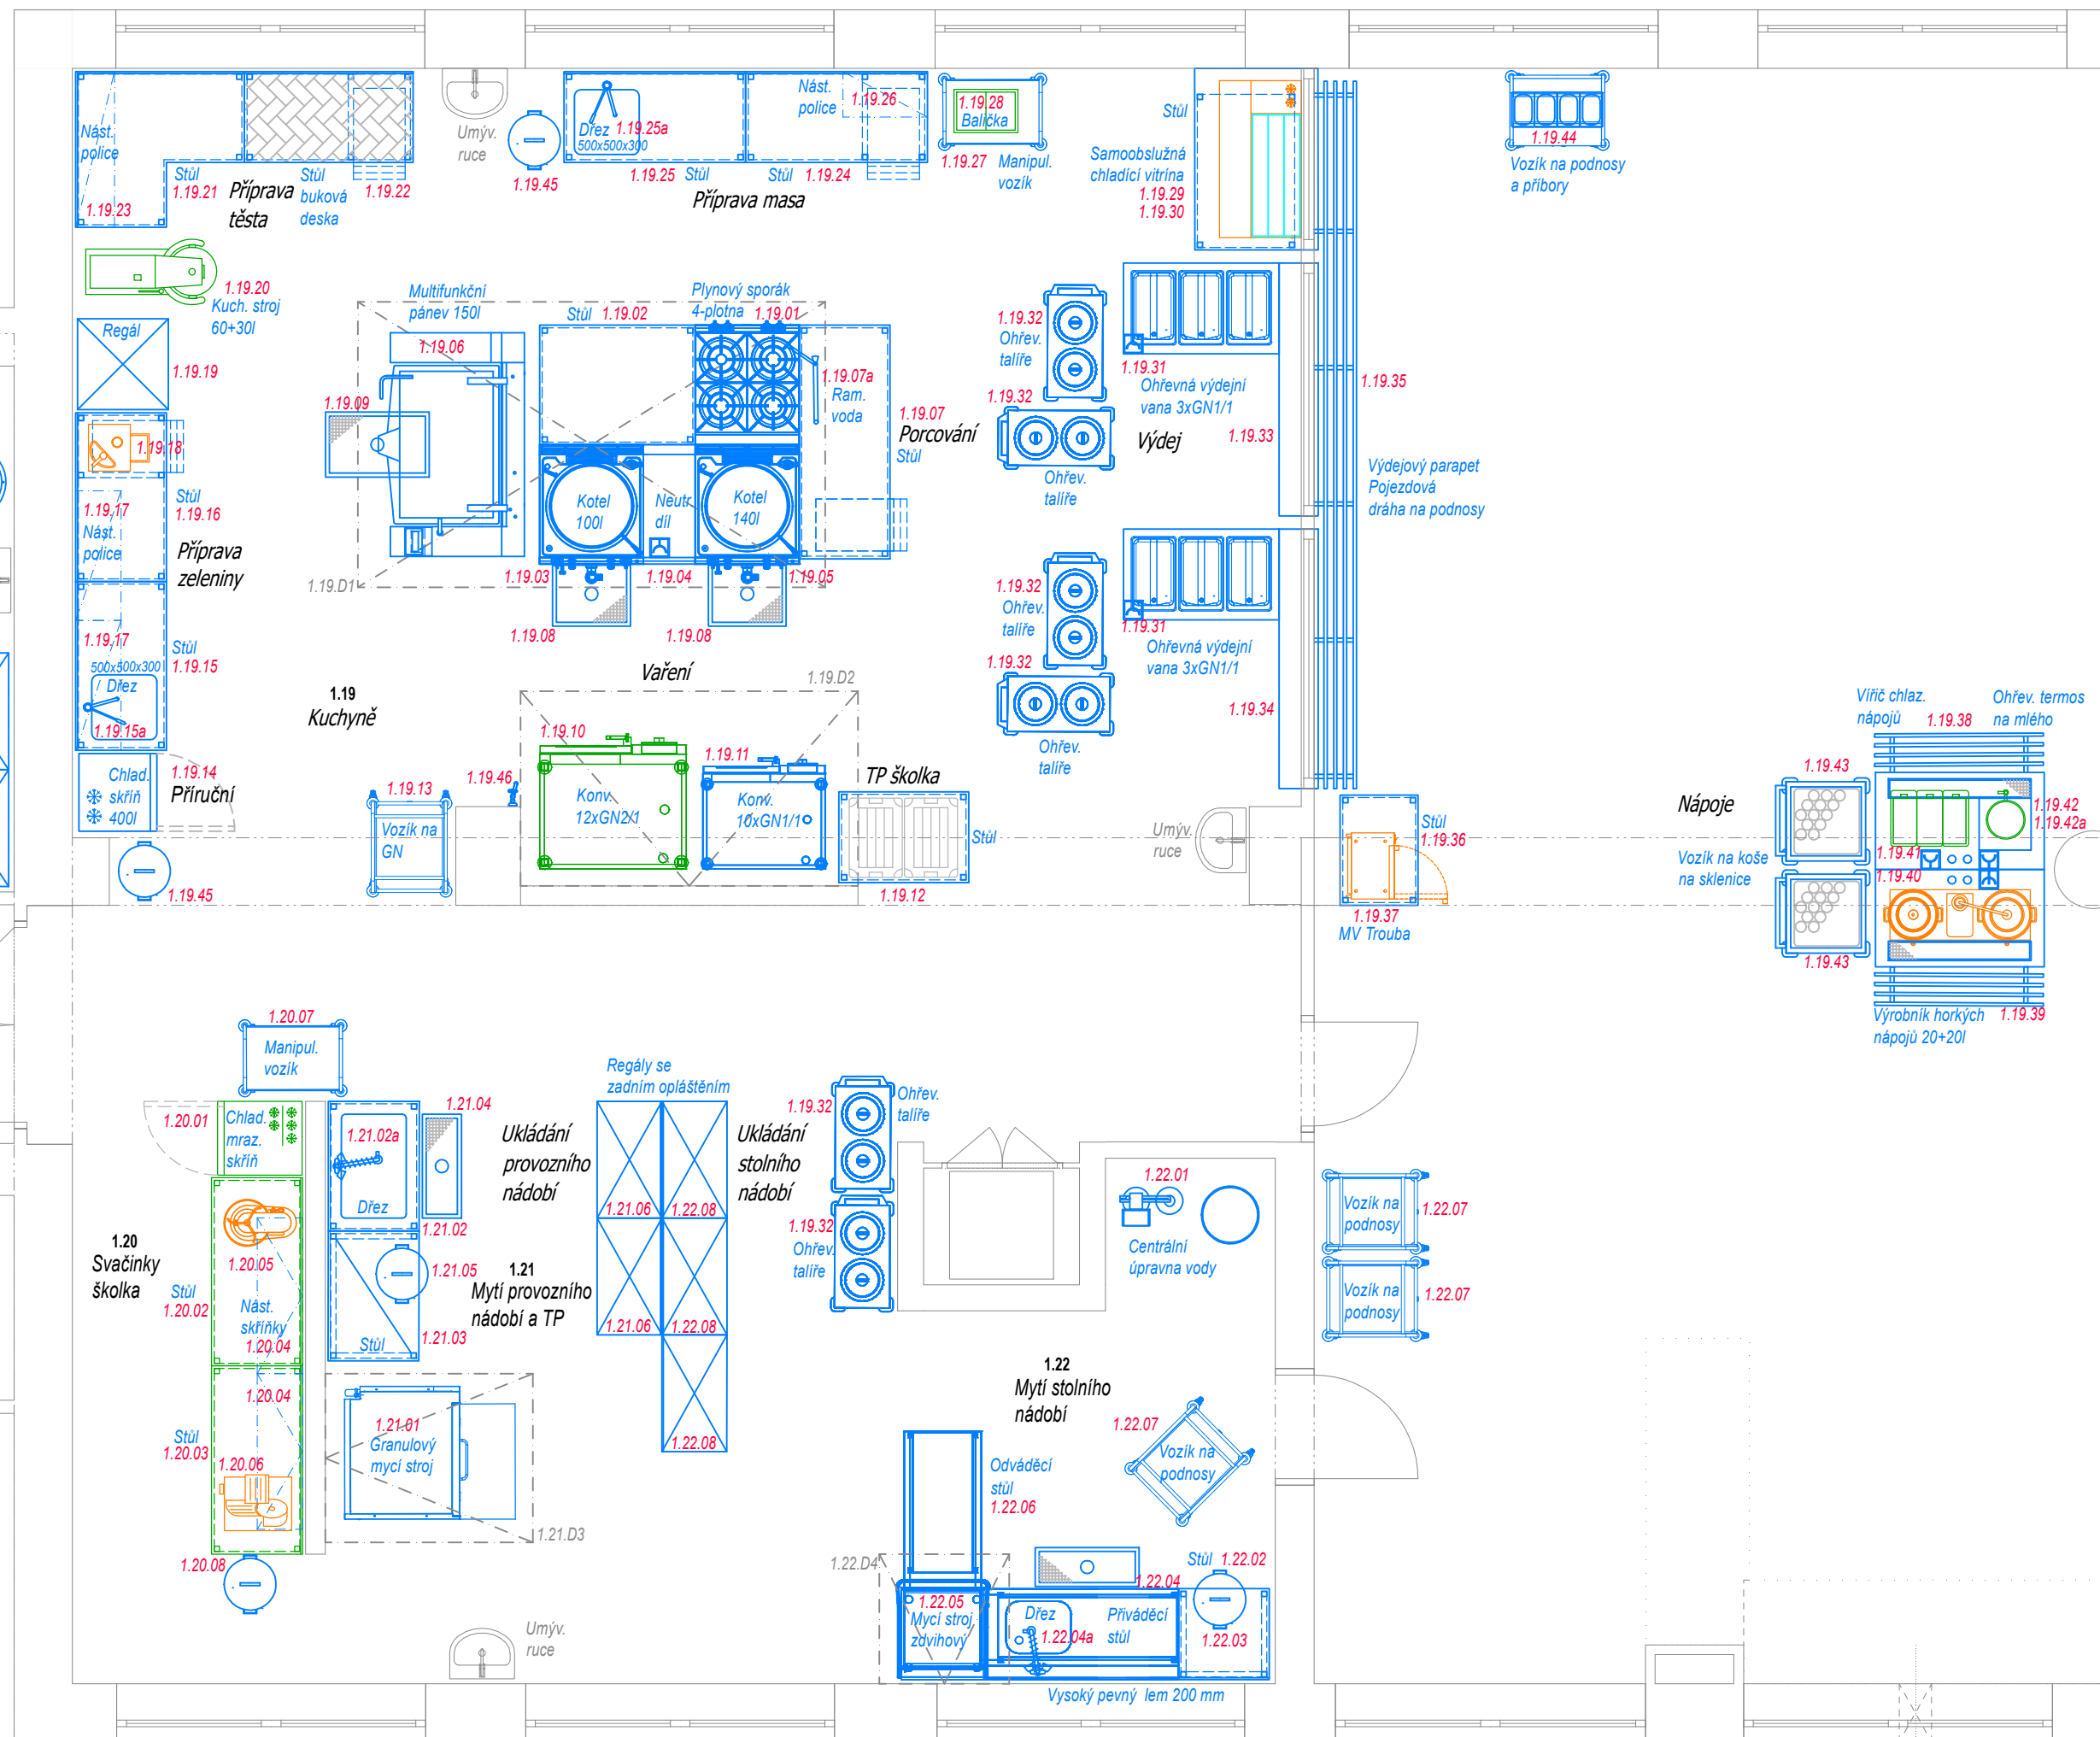 Nást.
police
1.19.23
Stůl
1.19.21
Příprava
těsta
Stůl
buková
deska
1.19.22
Umýv.
ruce
1.19.45
Dřez
1.19.25a
500x500x300
1.19.25
Stůl
Nást.
police
1.19.26
Stůl
1.19.24
Příprava masa
1.19.28
Balička
1.19.27
Manipul.
vozík
Stůl
Samoobslužná
chladící vitrína
1.19.29
1.19.30
1.19.44
Vozík na podnosy
a příbory
1.19.20
Kuch. stroj
60+30l
Regál
1.19.19
Multifunkční
pánev 150l
1.19.06
Stůl 1.19.02
Plynový sporák
4-plotna
1.19.01
1.19.09
1.19.07a
Ram.
voda
1.19.07
Porcování
Stůl
1.19.32
Ohřev.
talíře
1.19.32
Ohřev.
talíře
1.19.31
Ohřevná výdejní
vana 3xGN1/1
Výdej
1.19.33
1.19.35
Výdejový parapet
Pojezdová
dráha na podnosy
1.19.18
1.19.17
Nást.
police
Stůl
1.19.16
Příprava
zeleniny
Kotel
100l
Neutr.
díl
Kotel
140l
1.19.D1
1.19.03
1.19.04
1.19.05
1.19.08
1.19.08
1.19.32
Ohřev.
talíře
1.19.31
Ohřevná výdejní
vana 3xGN1/1
1.19.32
Ohřev.
talíře
1.19.34
1.19.17
500x500x300
Dřez
1.19.15a
Stůl
1.19.15
1.19
Kuchyně
Vaření
1.19.D2
Chlad.
skříň
400l
1.19.14
Příruční
1.19.45
1.19.13
Vozík na
GN
1.19.46
1.19.10
Konv.
12xGN2/1
1.19.11
Konv.
10xGN1/1
TP školka
Stůl
1.19.12
Umýv.
ruce
Stůl
1.19.36
1.19.37
MV Trouba
Nápoje
Vířič chlaz.
nápojů
1.19.38
Ohřev. termos
na mlého
1.19.43
Vozík na koše
na sklenice
1.19.43
1.19.42
1.19.42a
1.19.41
1.19.40
Výrobník horkých
nápojů 20+20l
1.19.39
1.20.07
Manipul.
vozík
1.20.01
Chlad.
mraz.
skříň
1.21.02a
Dřez
1.21.04
1.21.02
1.20
Svačinky
školka
1.20.05
Stůl
1.20.02
Nást.
skříňky
1.20.04
1.20.04
Stůl
1.20.03
1.20.06
1.20.08
1.21.05
Stůl
1.21.03
1.21
Mytí provozního
nádobí a TP
1.21.01
Granulový
mycí stroj
1.21.D3
Umýv.
ruce
Regály se
zadním opláštěním
Ukládání
provozního
nádobí
Ukládání
stolního
nádobí
1.21.06
1.22.08
1.21.06
1.22.08
1.22.08
1.19.32
Ohřev.
talíře
1.19.32
Ohřev.
talíře
1.22.01
Centrální
úpravna vody
Vozík na
podnosy
1.22.07
Vozík na
podnosy
1.22.07
1.22
Mytí stolního
nádobí
1.22.07
Vozík na
podnosy
Odváděcí
stůl
1.22.06
1.22.D4
1.22.05
Mycí stroj
zdvihový
Dřez
1.22.04a
Přiváděcí
stůl
1.22.04
Stůl 1.22.02
1.22.03
Vysoký pevný lem 200 mm